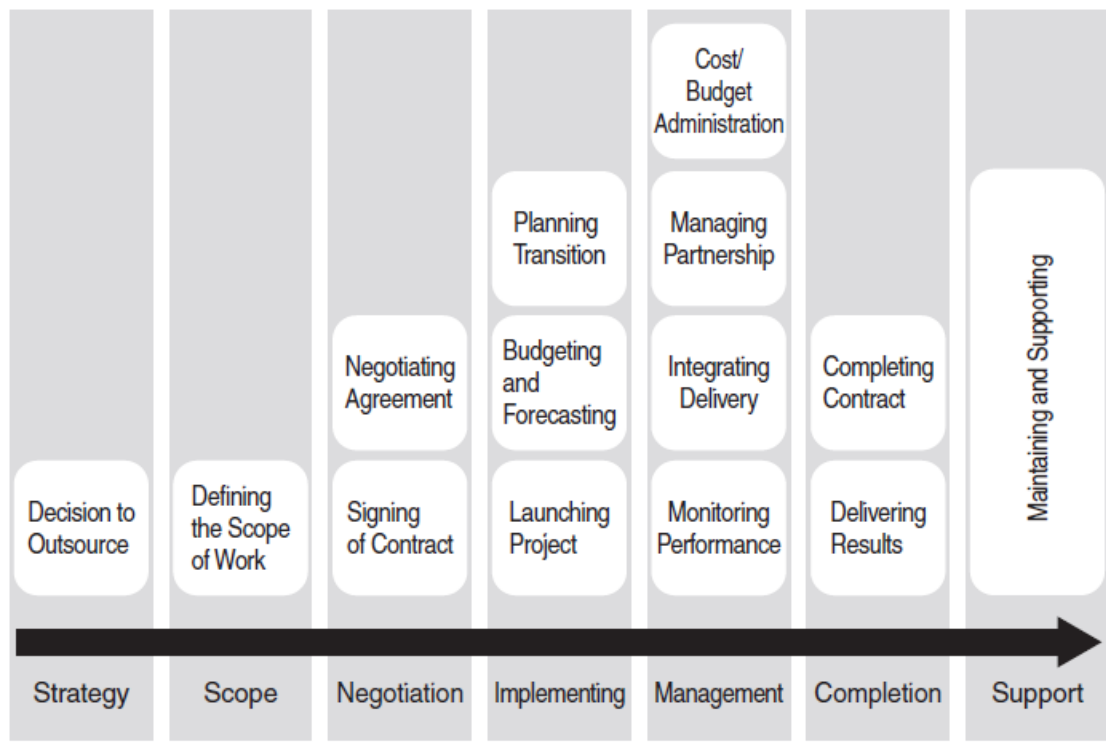 Cost/
Budget
Administration
Planning
Transition
Managing
Partnership
Negotiating
Agreement
Budgeting
and
Forecasting
Integrating
Delivery
Completing
Contract
Maintaining and Supporting
Decision to
Outsource
Defining
the Scope
of Work
Signing
of Contract
Launching
Project
Monitoring
Performance
Delivering
Results
Strategy
Scope
Negotiation
Implementing
Management
Completion
Support